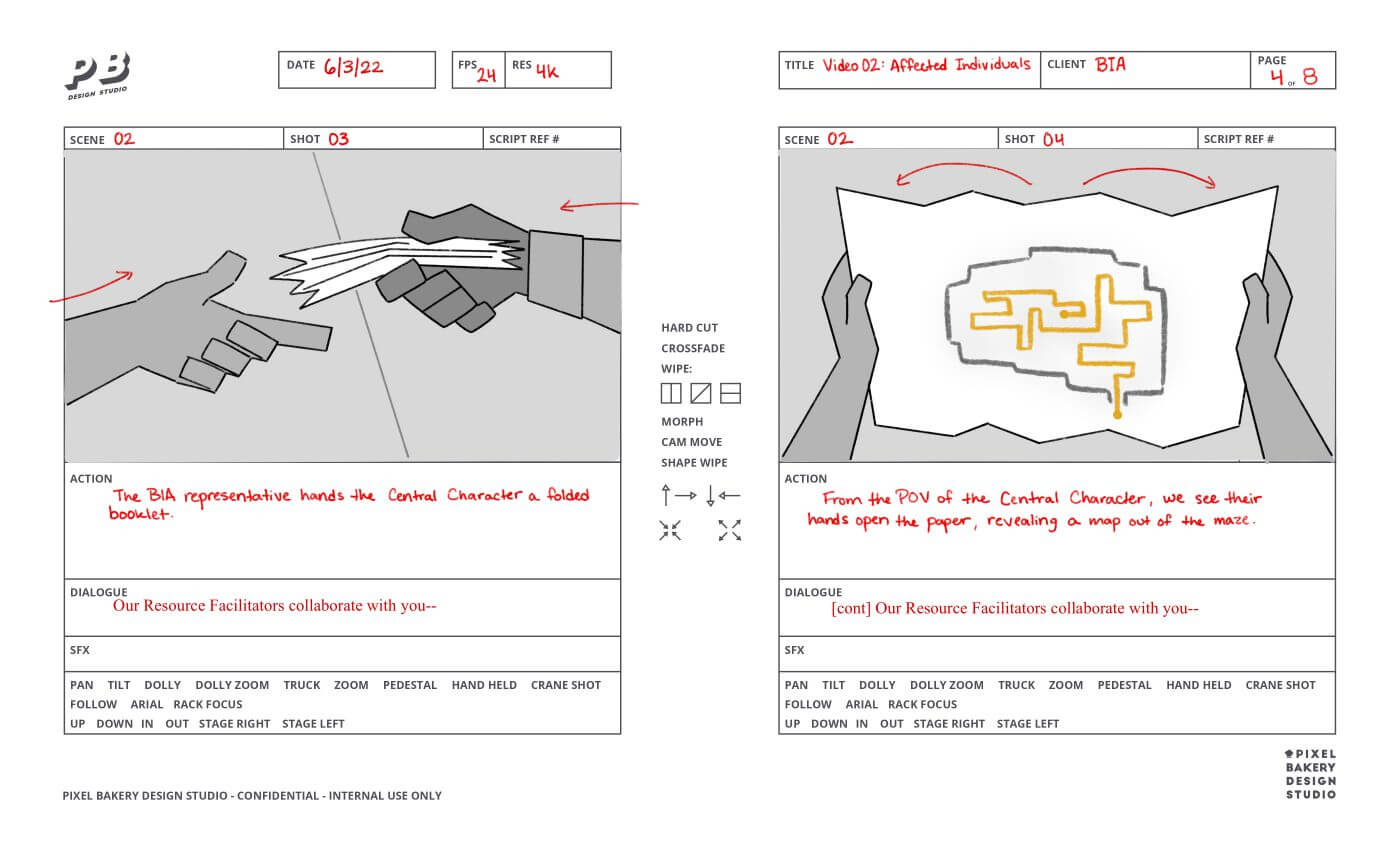 PB
DESIGN STUDIO
DATE 6/3/22
FPS 24
RES 4K
TITLE Video 02: Affected Individuals
CLIENT BIA
PAGE 4 OF 8
SCENE 02
SHOT 03
SCRIPT REF #
ACTION
The BIA representative hands the Central Character a folded
booklet.
DIALOGUE
Our Resource Facilitators collaborate with you--
SFX
PAN TILT DOLLY DOLLY ZOOM TRUCK ZOOM PEDESTAL HAND HELD CRANE SHOT
FOLLOW ARIAL RACK FOCUS
UP DOWN IN OUT STAGE RIGHT STAGE LEFT
HARD CUT
CROSSFADE
WIPE:
MORPH
CAM MOVE
SHAPE WIPE
SCENE 02
SHOT 04
SCRIPT REF #
ACTION
From the POV of the Central Character, we see their
hands open the paper, revealing a map out of the maze.
DIALOGUE
[cont] Our Resource Facilitators collaborate with you--
SFX
PAN TILT DOLLY DOLLY ZOOM TRUCK ZOOM PEDESTAL HAND HELD CRANE SHOT
FOLLOW ARIAL RACK FOCUS
UP DOWN IN OUT STAGE RIGHT STAGE LEFT
PIXEL BAKERY DESIGN STUDIO - CONFIDENTIAL - INTERNAL USE ONLY
PIXEL
BAKERY
DESIGN
STUDIO